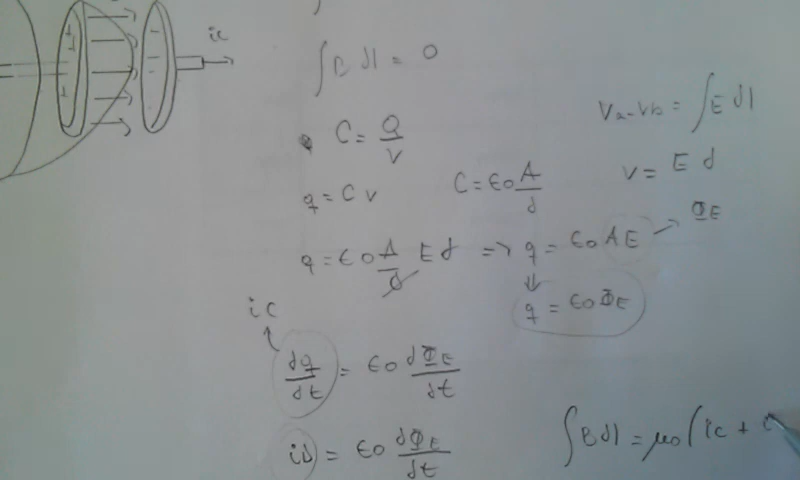 ic
∫B dl = 0
C = Q/V
Va-Vb = ∫E dl
q = C v
C = ε0 A/d
V = E d
q = ε0 A/d E d => q = ε0 A E → ΦE
q = ε0 ΦE
ic
dq/dt = ε0 dΦE/dt
iD = ε0 dΦE/dt
∫B dl = μ0 (ic +